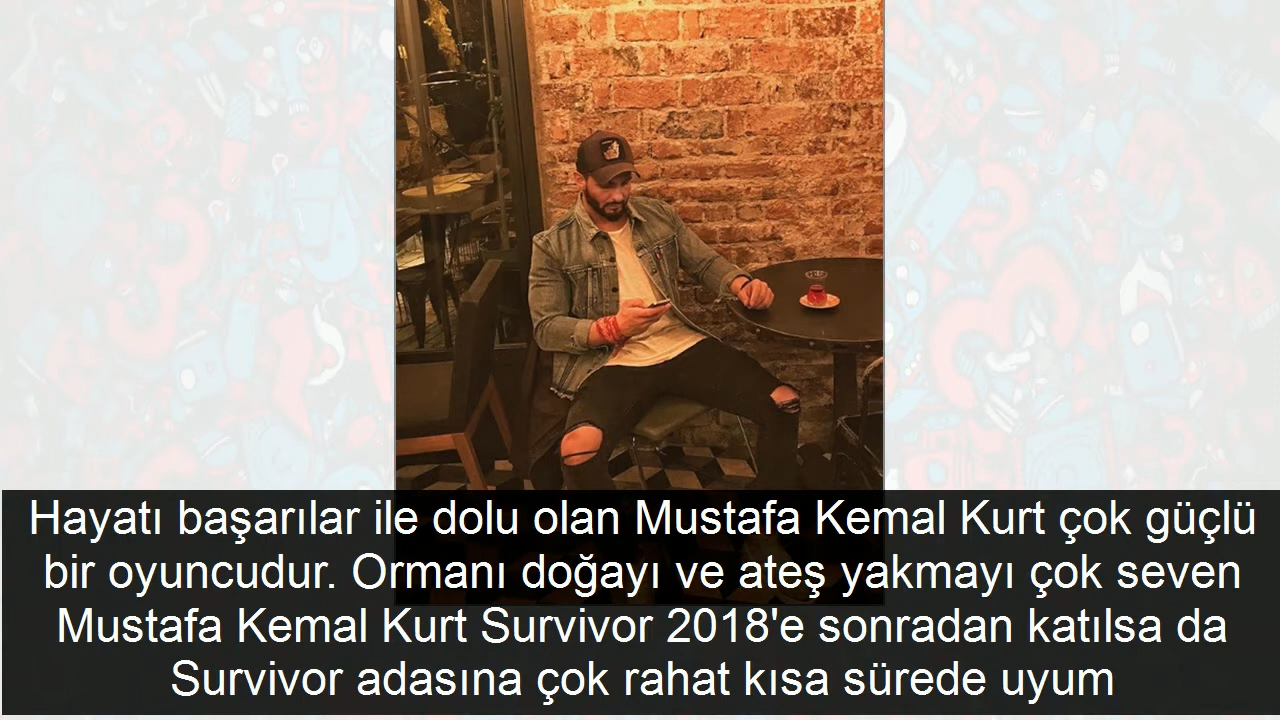 Hayatı başarılar ile dolu olan Mustafa Kemal Kurt çok güçlü
bir oyuncudur. Ormanı doğayı ve ateş yakmayı çok seven
Mustafa Kemal Kurt Survivor 2018'e sonradan katılsa da
Survivor adasına çok rahat kısa sürede uyum